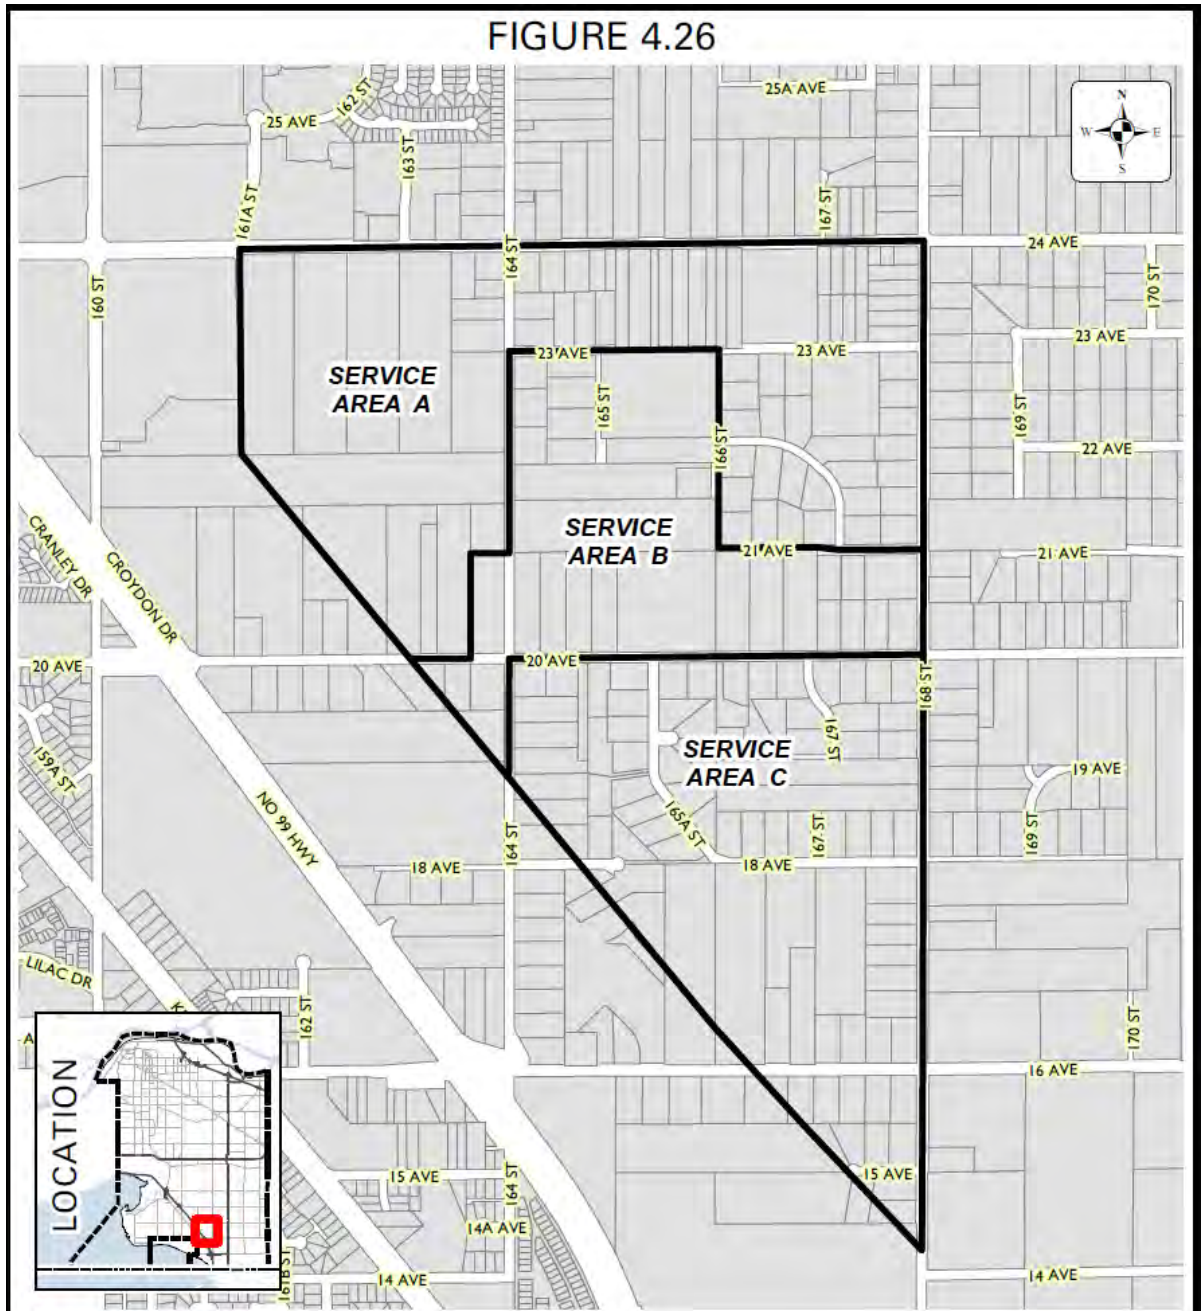 FIGURE 4.26
25A AVE
162 ST
25 AVE
163 ST
N
W E
S
161A ST
167 ST
164 ST
24 AVE
160 ST
170 ST
23 AVE
23 AVE
23 AVE
SERVICE
AREA A
165 ST
169 ST
166 ST
22 AVE
SERVICE
AREA B
21 AVE
21 AVE
CRANLEY DR
CROYDON DR
20 AVE
20 AVE
168 ST
167 ST
SERVICE
AREA C
159A ST
19 AVE
NO 99 HWY
165A ST
164 ST
167 ST
169 ST
18 AVE
18 AVE
LILAC DR
162 ST
170 ST
16 AVE
LOCATION
15 AVE
15 AVE
164 ST
14A AVE
161B ST
14 AVE
14 AVE